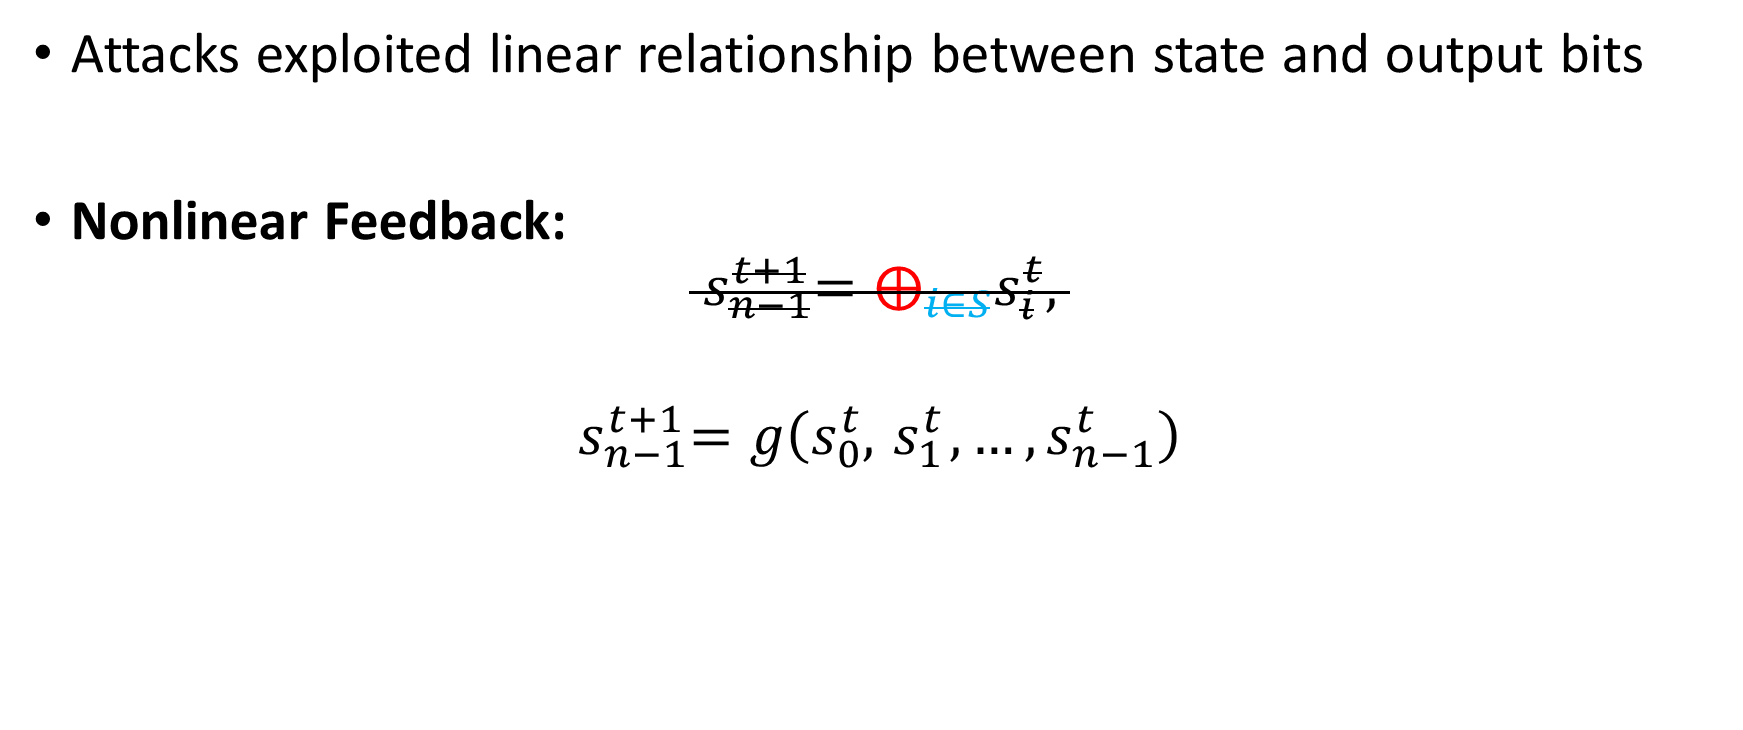 • Attacks exploited linear relationship between state and output bits
• Nonlinear Feedback:
s_{n−1}^{t+1} = ⊕_{i∈S} s_i^t,
s_{n−1}^{t+1} = g(s_0^t, s_1^t, … , s_{n−1}^t)